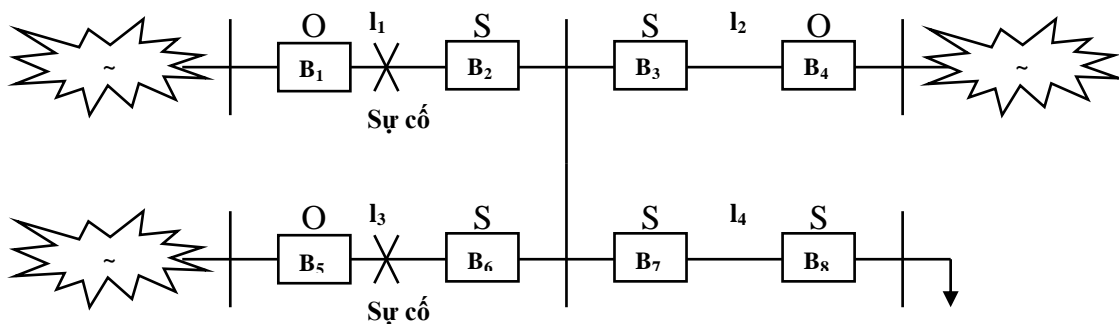 O l₁ S S l₂ O
~ B₁ B₂ B₃ B₄ ~
Sự cố
O l₃ S S l₄ S
~ B₅ B₆ B₇ B₈
Sự cố